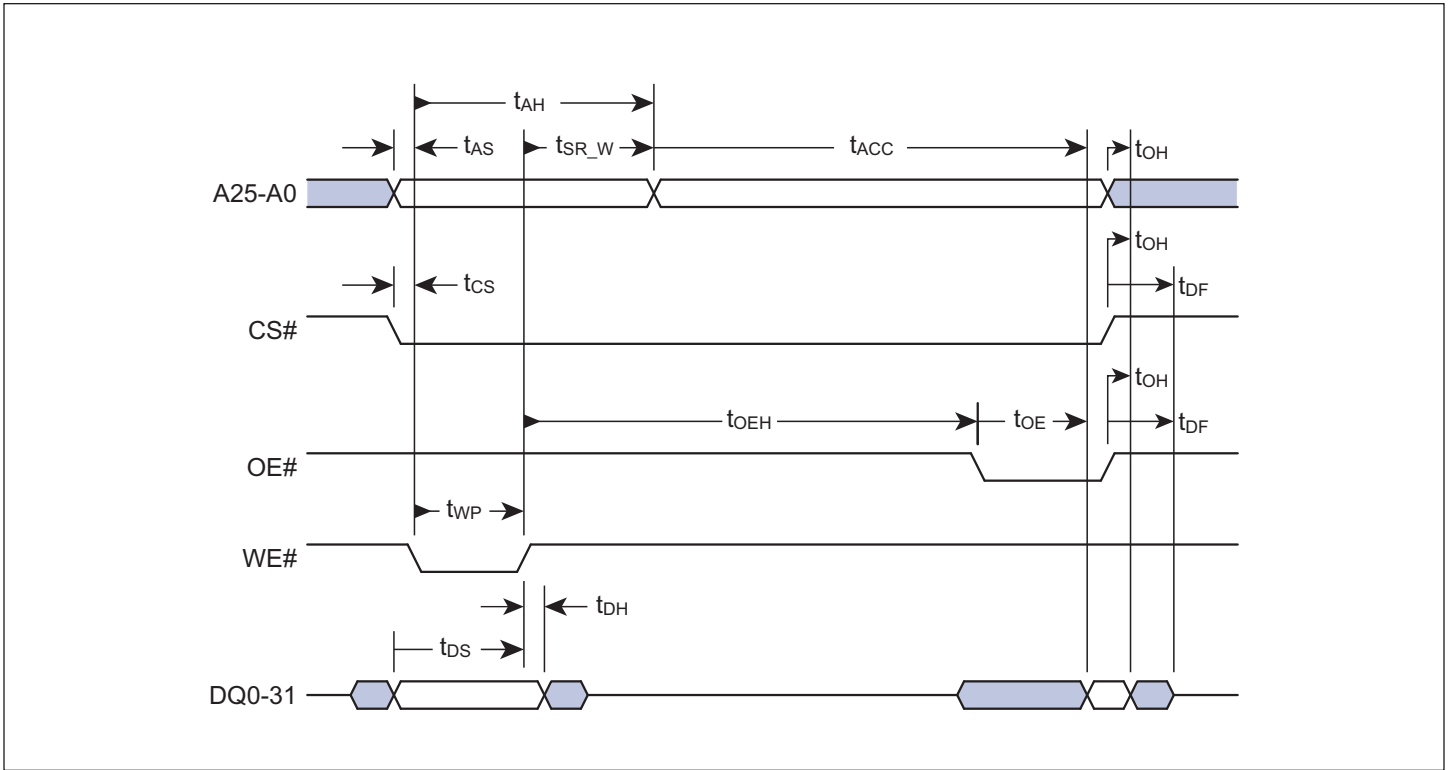 tAH
tAS tSR_W tACC tOH
A25-A0
tOH
tCS tDF
CS#
tOH
tOEH tOE tDF
OE#
tWP
WE#
tDH
tDS
DQ0-31